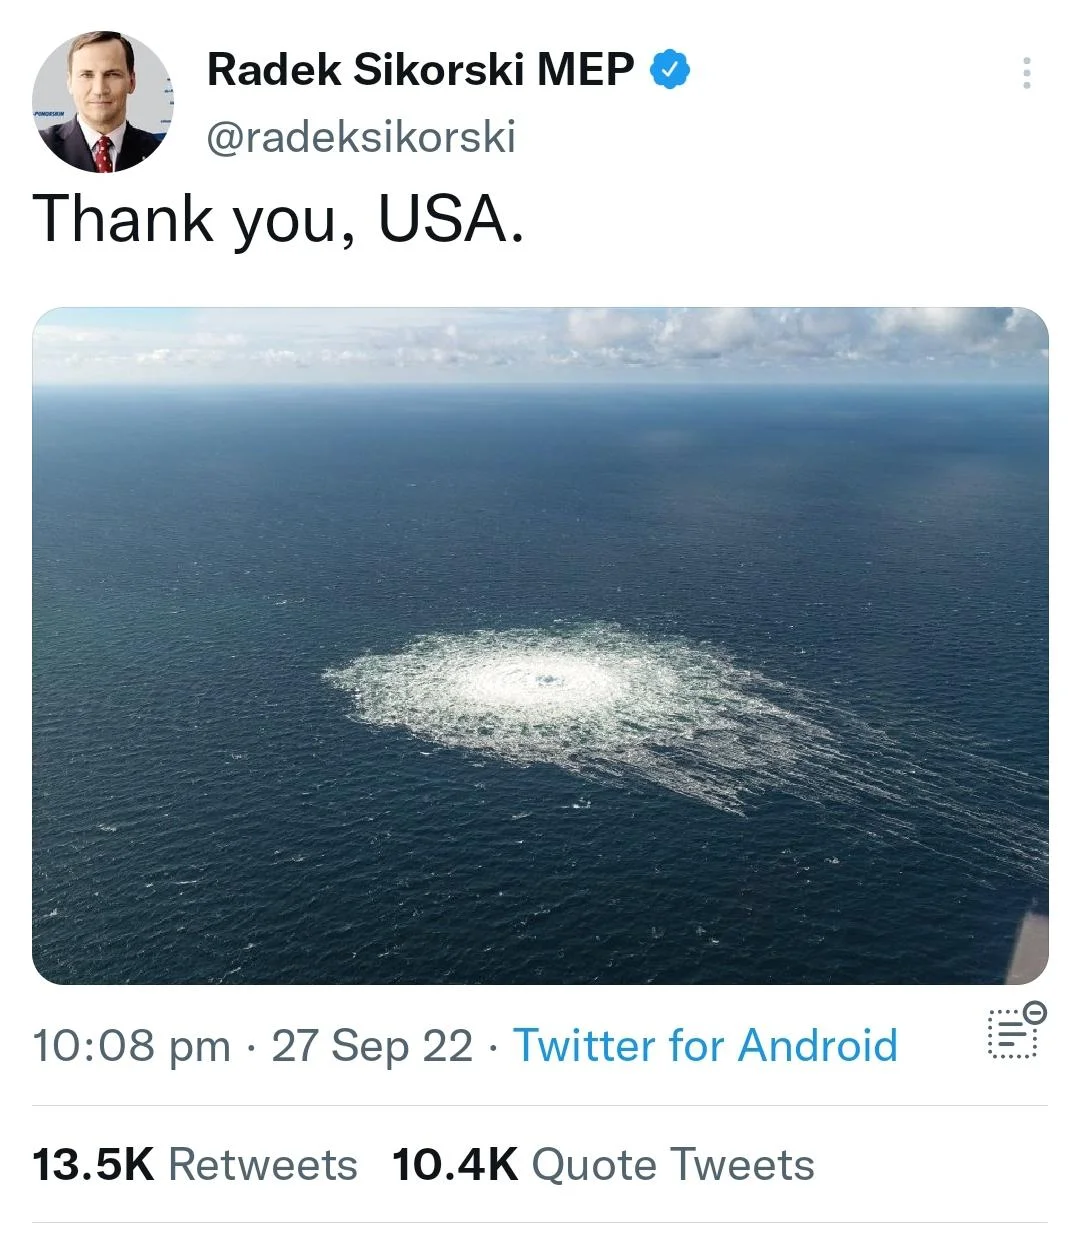 Radek Sikorski MEP
@radeksikorski
Thank you, USA.
10:08 pm · 27 Sep 22 · Twitter for Android
13.5K Retweets 10.4K Quote Tweets